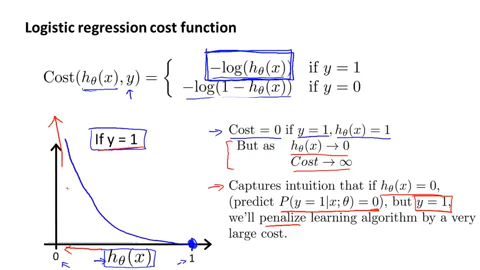 Logistic regression cost function
Cost(hθ(x), y) = { −log(hθ(x)) if y = 1
−log(1 − hθ(x)) if y = 0
If y = 1
Cost = 0 if y = 1, hθ(x) = 1
But as hθ(x) → 0
Cost → ∞
Captures intuition that if hθ(x) = 0,
(predict P(y = 1|x; θ) = 0), but y = 1,
we'll penalize learning algorithm by a very
large cost.
0 hθ(x) 1